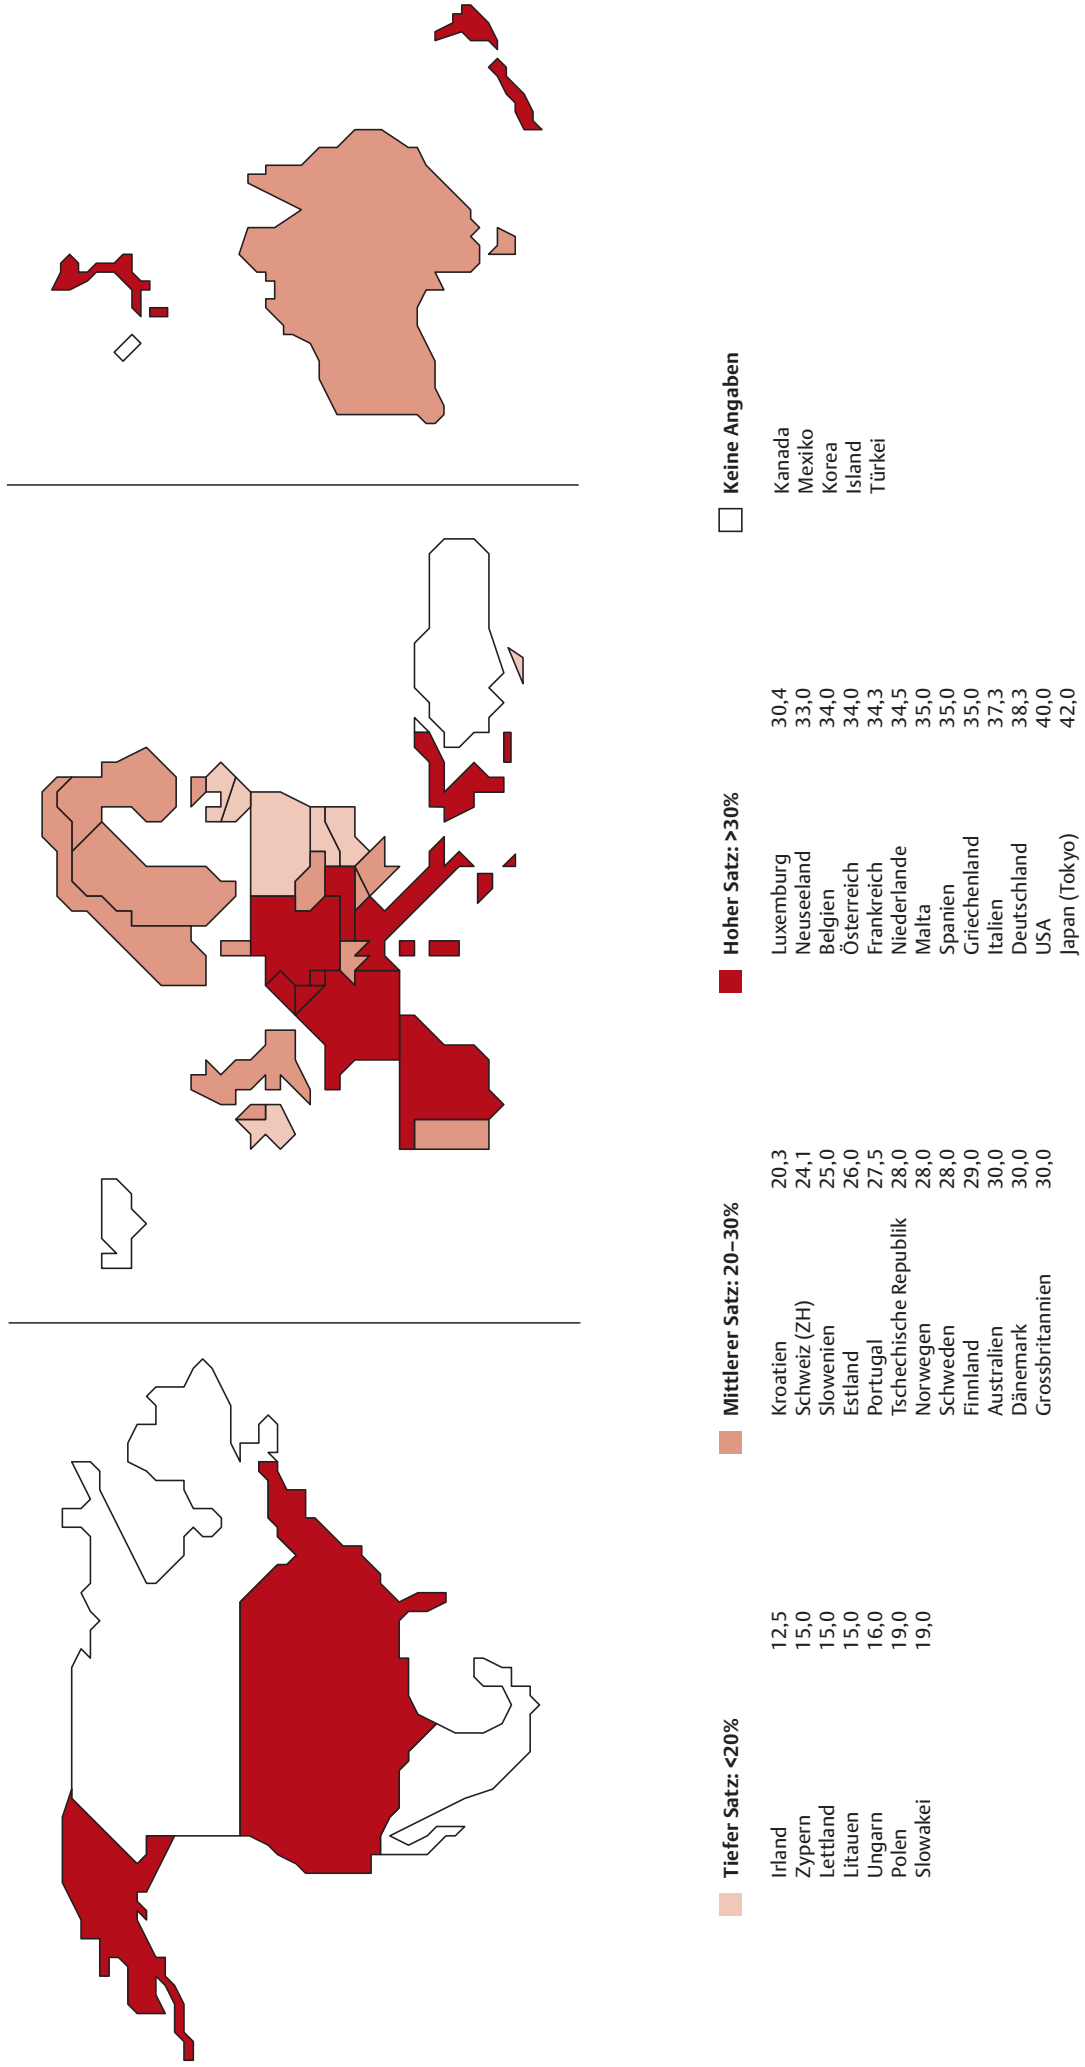 Tiefer Satz: <20%
Irland 12,5
Zypern 15,0
Lettland 15,0
Litauen 15,0
Ungarn 16,0
Polen 19,0
Slowakei 19,0
Mittlerer Satz: 20–30%
Kroatien 20,3
Schweiz (ZH) 24,1
Slowenien 25,0
Estland 26,0
Portugal 27,5
Tschechische Republik 28,0
Norwegen 28,0
Schweden 28,0
Finnland 29,0
Australien 30,0
Dänemark 30,0
Grossbritannien 30,0
Hoher Satz: >30%
Luxemburg 30,4
Neuseeland 33,0
Belgien 34,0
Österreich 34,0
Frankreich 34,3
Niederlande 34,5
Malta 35,0
Spanien 35,0
Griechenland 35,0
Italien 37,3
Deutschland 38,3
USA 40,0
Japan (Tokyo) 42,0
Keine Angaben
Kanada
Mexiko
Korea
Island
Türkei